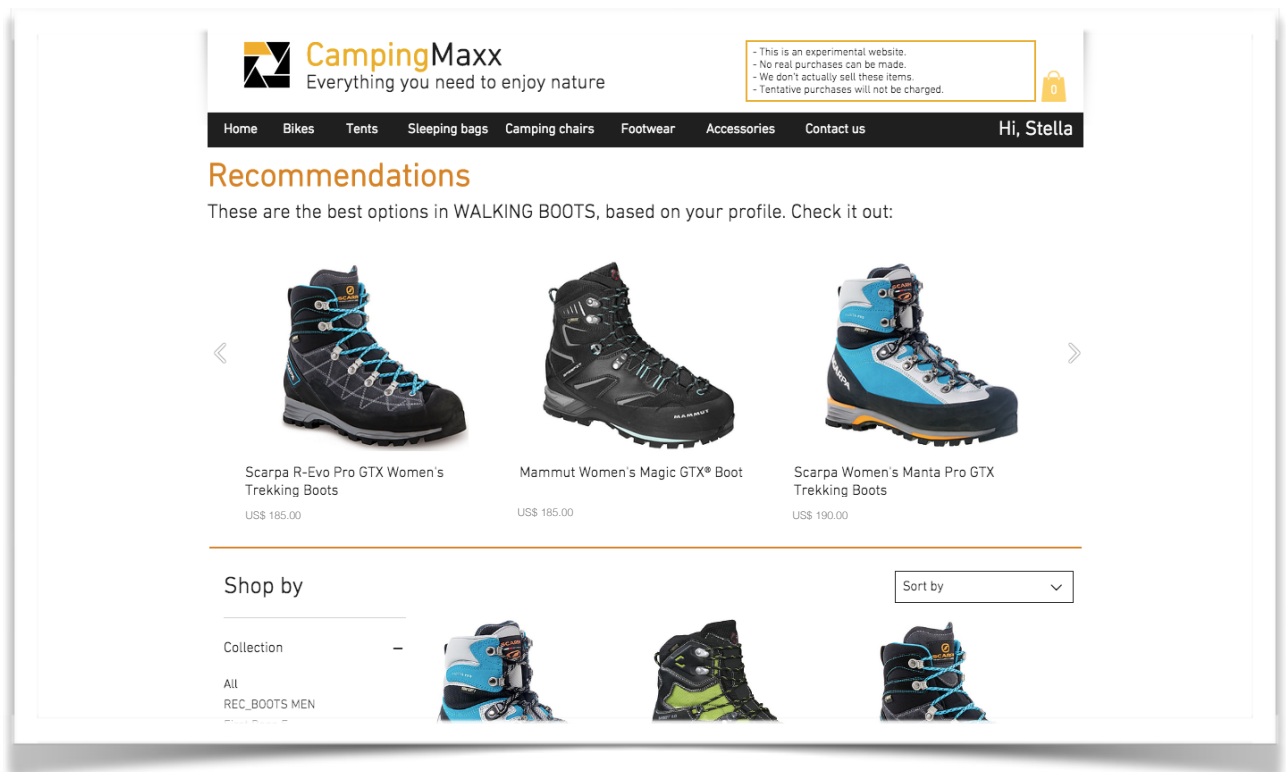 CampingMaxx
Everything you need to enjoy nature
- This is an experimental website.
- No real purchases can be made.
- We don't actually sell these items.
- Tentative purchases will not be charged.
0
Home Bikes Tents Sleeping bags Camping chairs Footwear Accessories Contact us Hi, Stella
Recommendations
These are the best options in WALKING BOOTS, based on your profile. Check it out:
SCARPA
MAMMUT
SCARPA
Scarpa R-Evo Pro GTX Women's
Trekking Boots
US$ 185.00
Mammut Women's Magic GTX® Boot
US$ 185.00
Scarpa Women's Manta Pro GTX
Trekking Boots
US$ 190.00
Shop by
Sort by
Collection
All
REC_BOOTS MEN